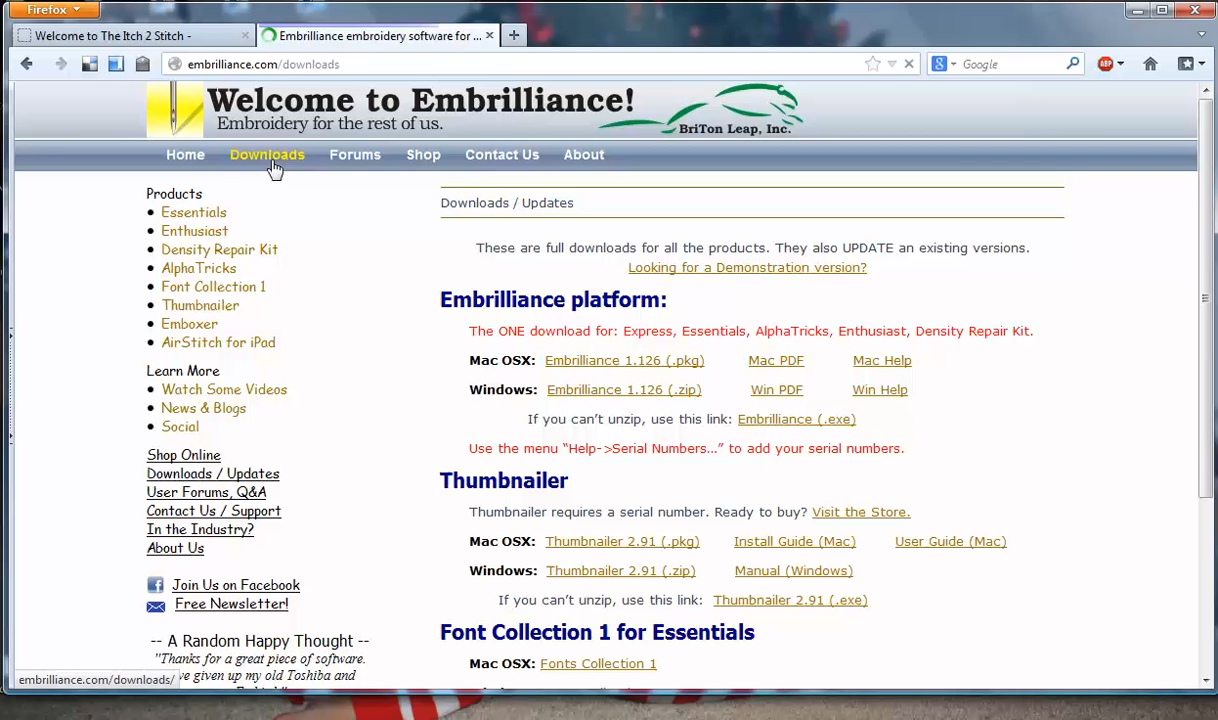 Firefox
Welcome to The Itch 2 Stitch -
Embrilliance embroidery software for ...
embrilliance.com/downloads
Google
Welcome to Embrilliance!
Embroidery for the rest of us.
BriTon Leap, Inc.
Home Downloads Forums Shop Contact Us About
Products
Essentials
Enthusiast
Density Repair Kit
AlphaTricks
Font Collection 1
Thumbnailer
Emboxer
AirStitch for iPad
Learn More
Watch Some Videos
News & Blogs
Social
Shop Online
Downloads / Updates
User Forums, Q&A
Contact Us / Support
In the Industry?
About Us
Join Us on Facebook
Free Newsletter!
-- A Random Happy Thought --
"Thanks for a great piece of software.
ve given up my old Toshiba and
embrilliance.com/downloads/
Downloads / Updates
These are full downloads for all the products. They also UPDATE an existing versions.
Looking for a Demonstration version?
Embrilliance platform:
The ONE download for: Express, Essentials, AlphaTricks, Enthusiast, Density Repair Kit.
Mac OSX: Embrilliance 1.126 (.pkg) Mac PDF Mac Help
Windows: Embrilliance 1.126 (.zip) Win PDF Win Help
If you can't unzip, use this link: Embrilliance (.exe)
Use the menu “Help->Serial Numbers…” to add your serial numbers.
Thumbnailer
Thumbnailer requires a serial number. Ready to buy? Visit the Store.
Mac OSX: Thumbnailer 2.91 (.pkg) Install Guide (Mac) User Guide (Mac)
Windows: Thumbnailer 2.91 (.zip) Manual (Windows)
If you can't unzip, use this link: Thumbnailer 2.91 (.exe)
Font Collection 1 for Essentials
Mac OSX: Fonts Collection 1